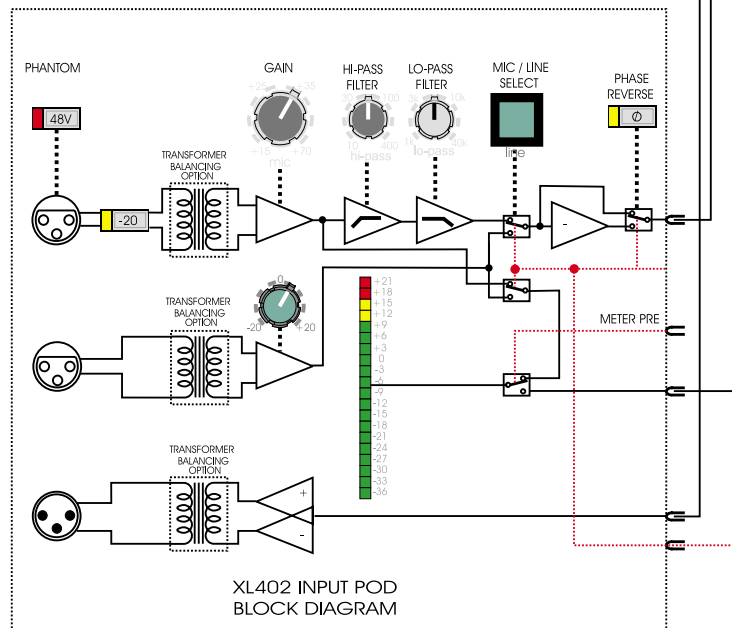 PHANTOM
48V
-20
TRANSFORMER
BALANCING
OPTION
GAIN
+25
+35
+15
+70
mic
HI-PASS
FILTER
30
100
10
400
hi-pass
LO-PASS
FILTER
3k
10k
1k
40k
lo-pass
MIC / LINE
SELECT
line
PHASE
REVERSE
Ø
-
TRANSFORMER
BALANCING
OPTION
0
-20
+20
+21
+18
+15
+12
+9
+6
+3
0
-3
-6
-9
-12
-15
-18
-21
-24
-27
-30
-33
-36
METER PRE
TRANSFORMER
BALANCING
OPTION
+
-
XL402 INPUT POD
BLOCK DIAGRAM